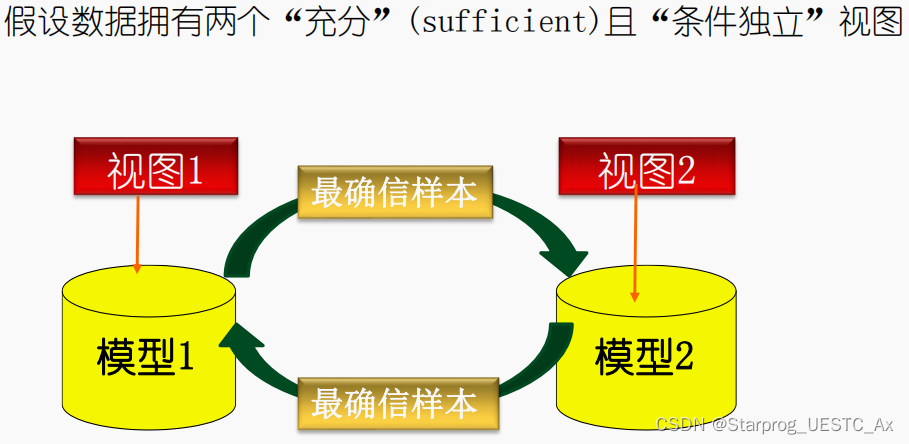 假设数据拥有两个“充分”(sufficient)且“条件独立”视图
视图1
视图2
最确信样本
模型1
模型2
最确信样本
CSDN @Starprog_UESTC_Ax